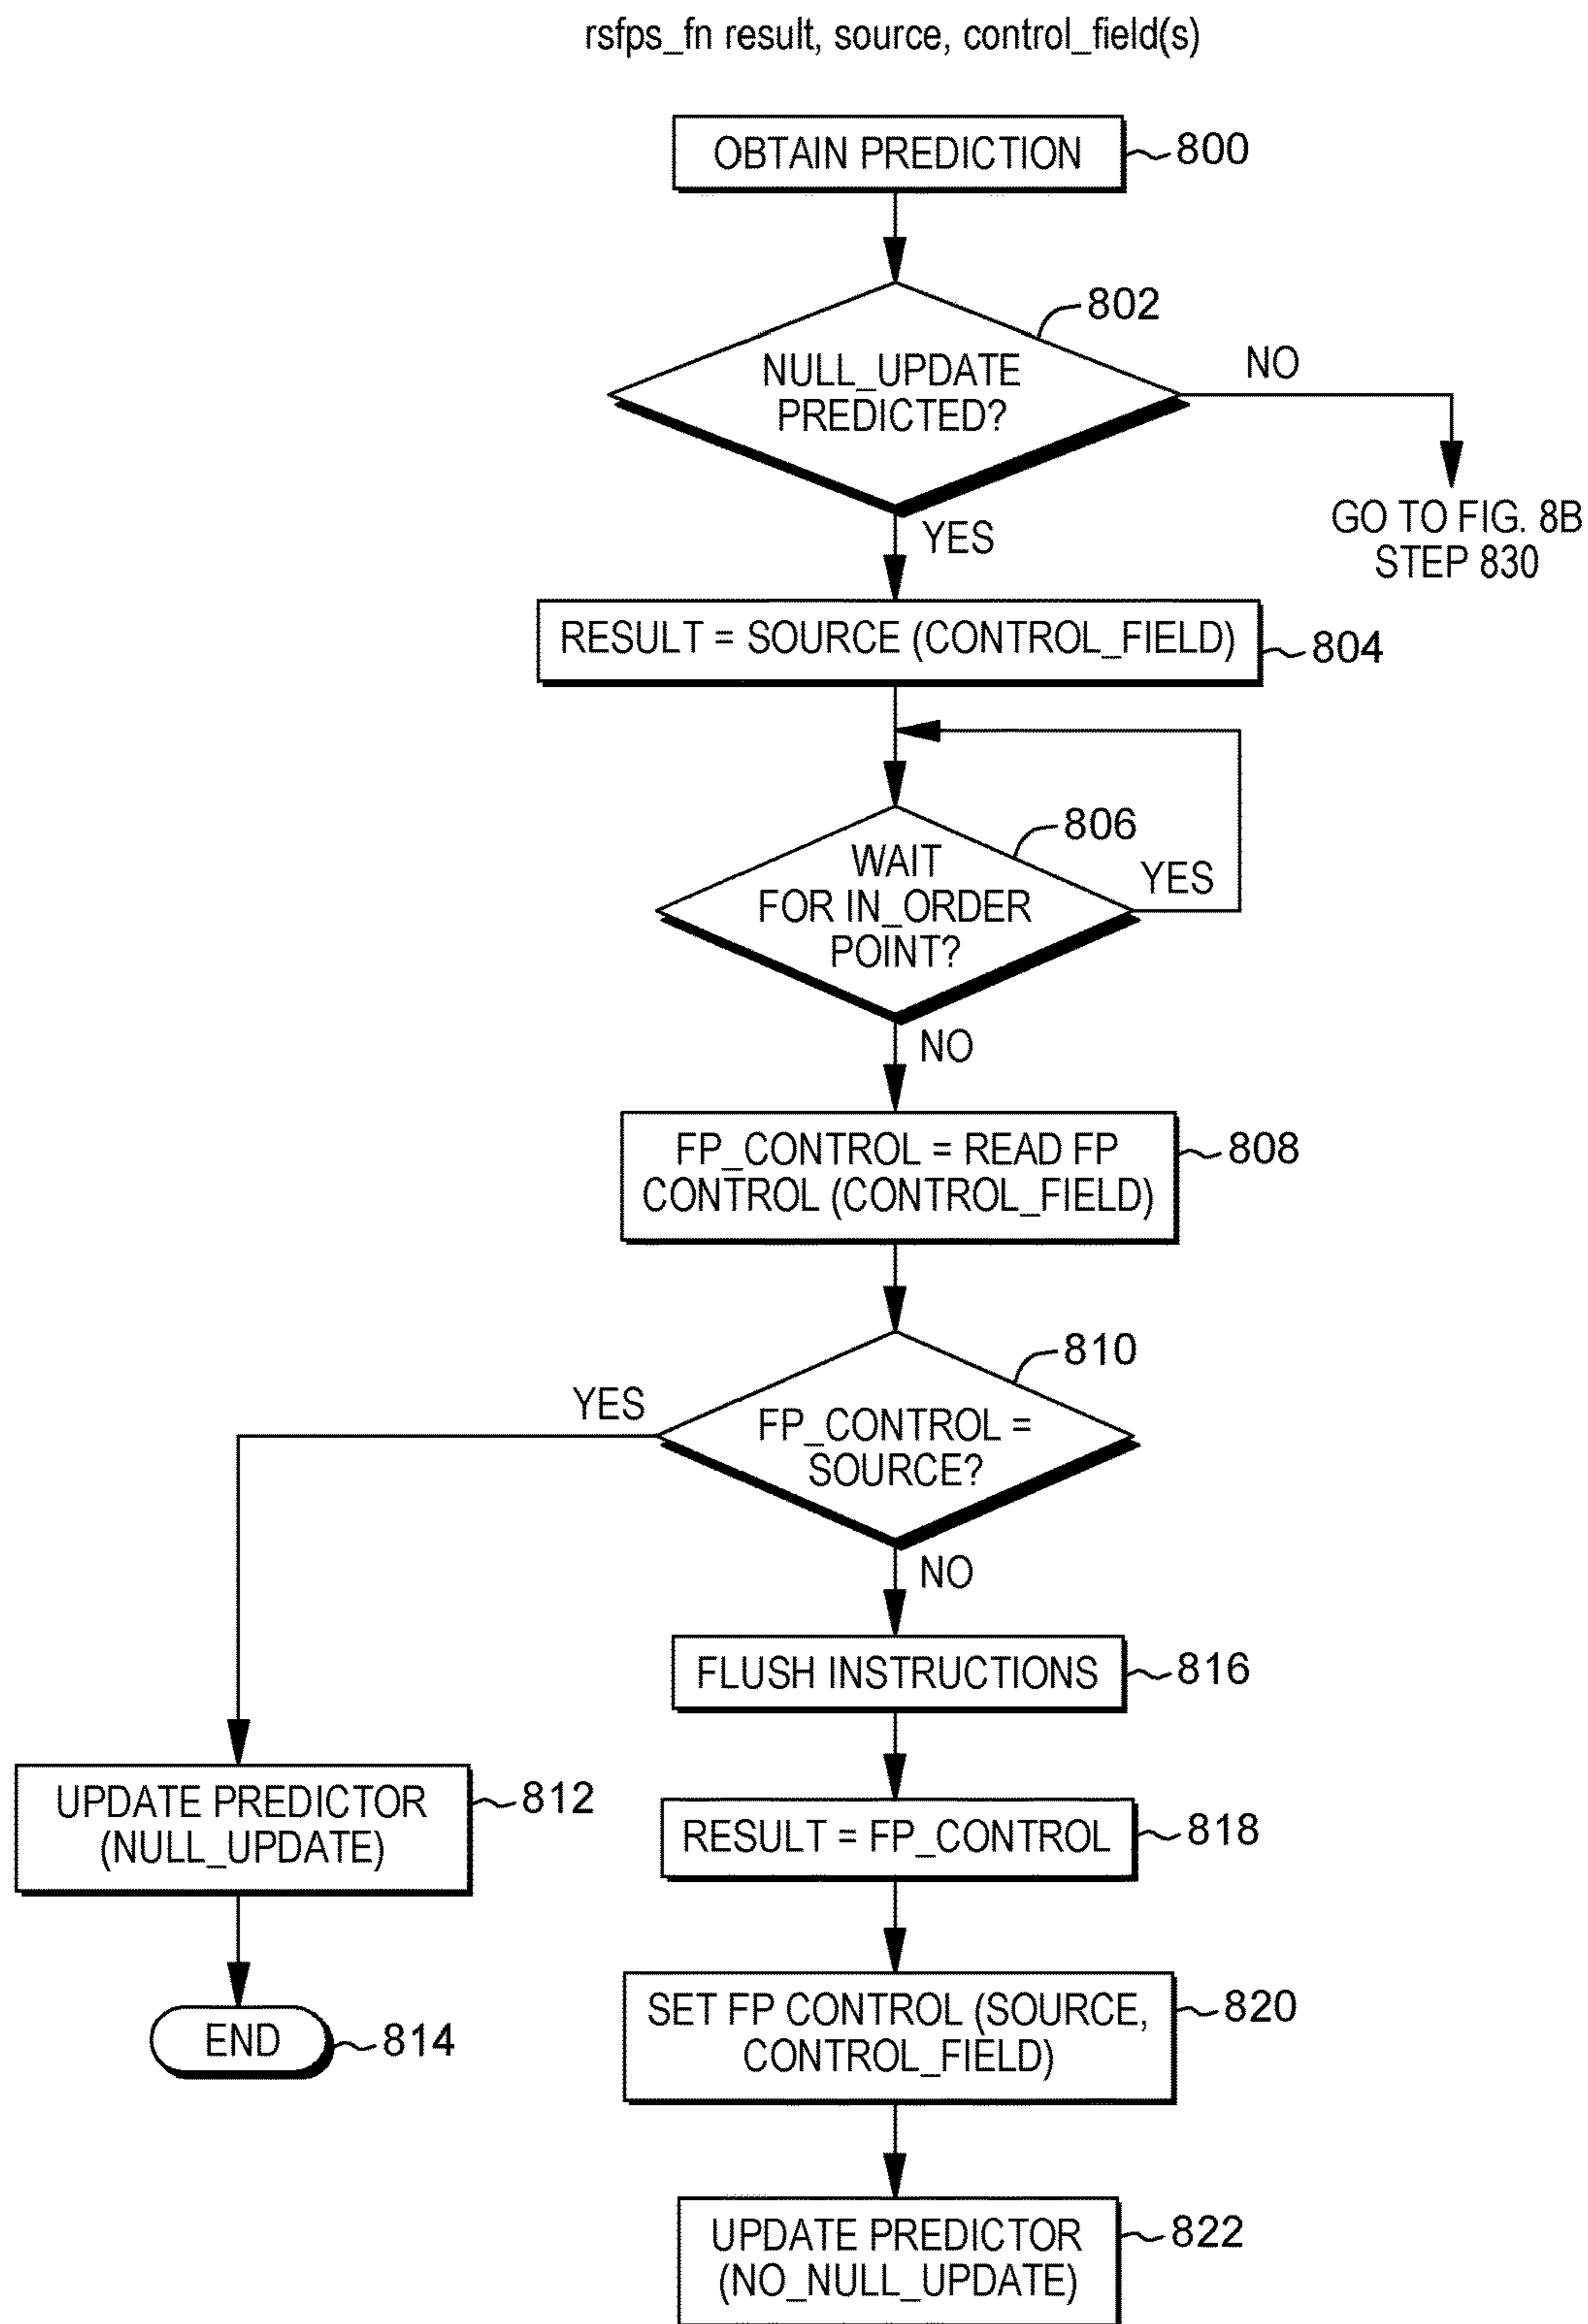 rsfps_fn result, source, control_field(s)
OBTAIN PREDICTION
800
802
NULL_UPDATE
PREDICTED?
NO
GO TO FIG. 8B
STEP 830
YES
RESULT = SOURCE (CONTROL_FIELD)
804
806
WAIT
FOR IN_ORDER
POINT?
YES
NO
FP_CONTROL = READ FP
CONTROL (CONTROL_FIELD)
808
810
YES
FP_CONTROL =
SOURCE?
NO
FLUSH INSTRUCTIONS
816
UPDATE PREDICTOR
(NULL_UPDATE)
812
RESULT = FP_CONTROL
818
END
814
SET FP CONTROL (SOURCE,
CONTROL_FIELD)
820
UPDATE PREDICTOR
(NO_NULL_UPDATE)
822